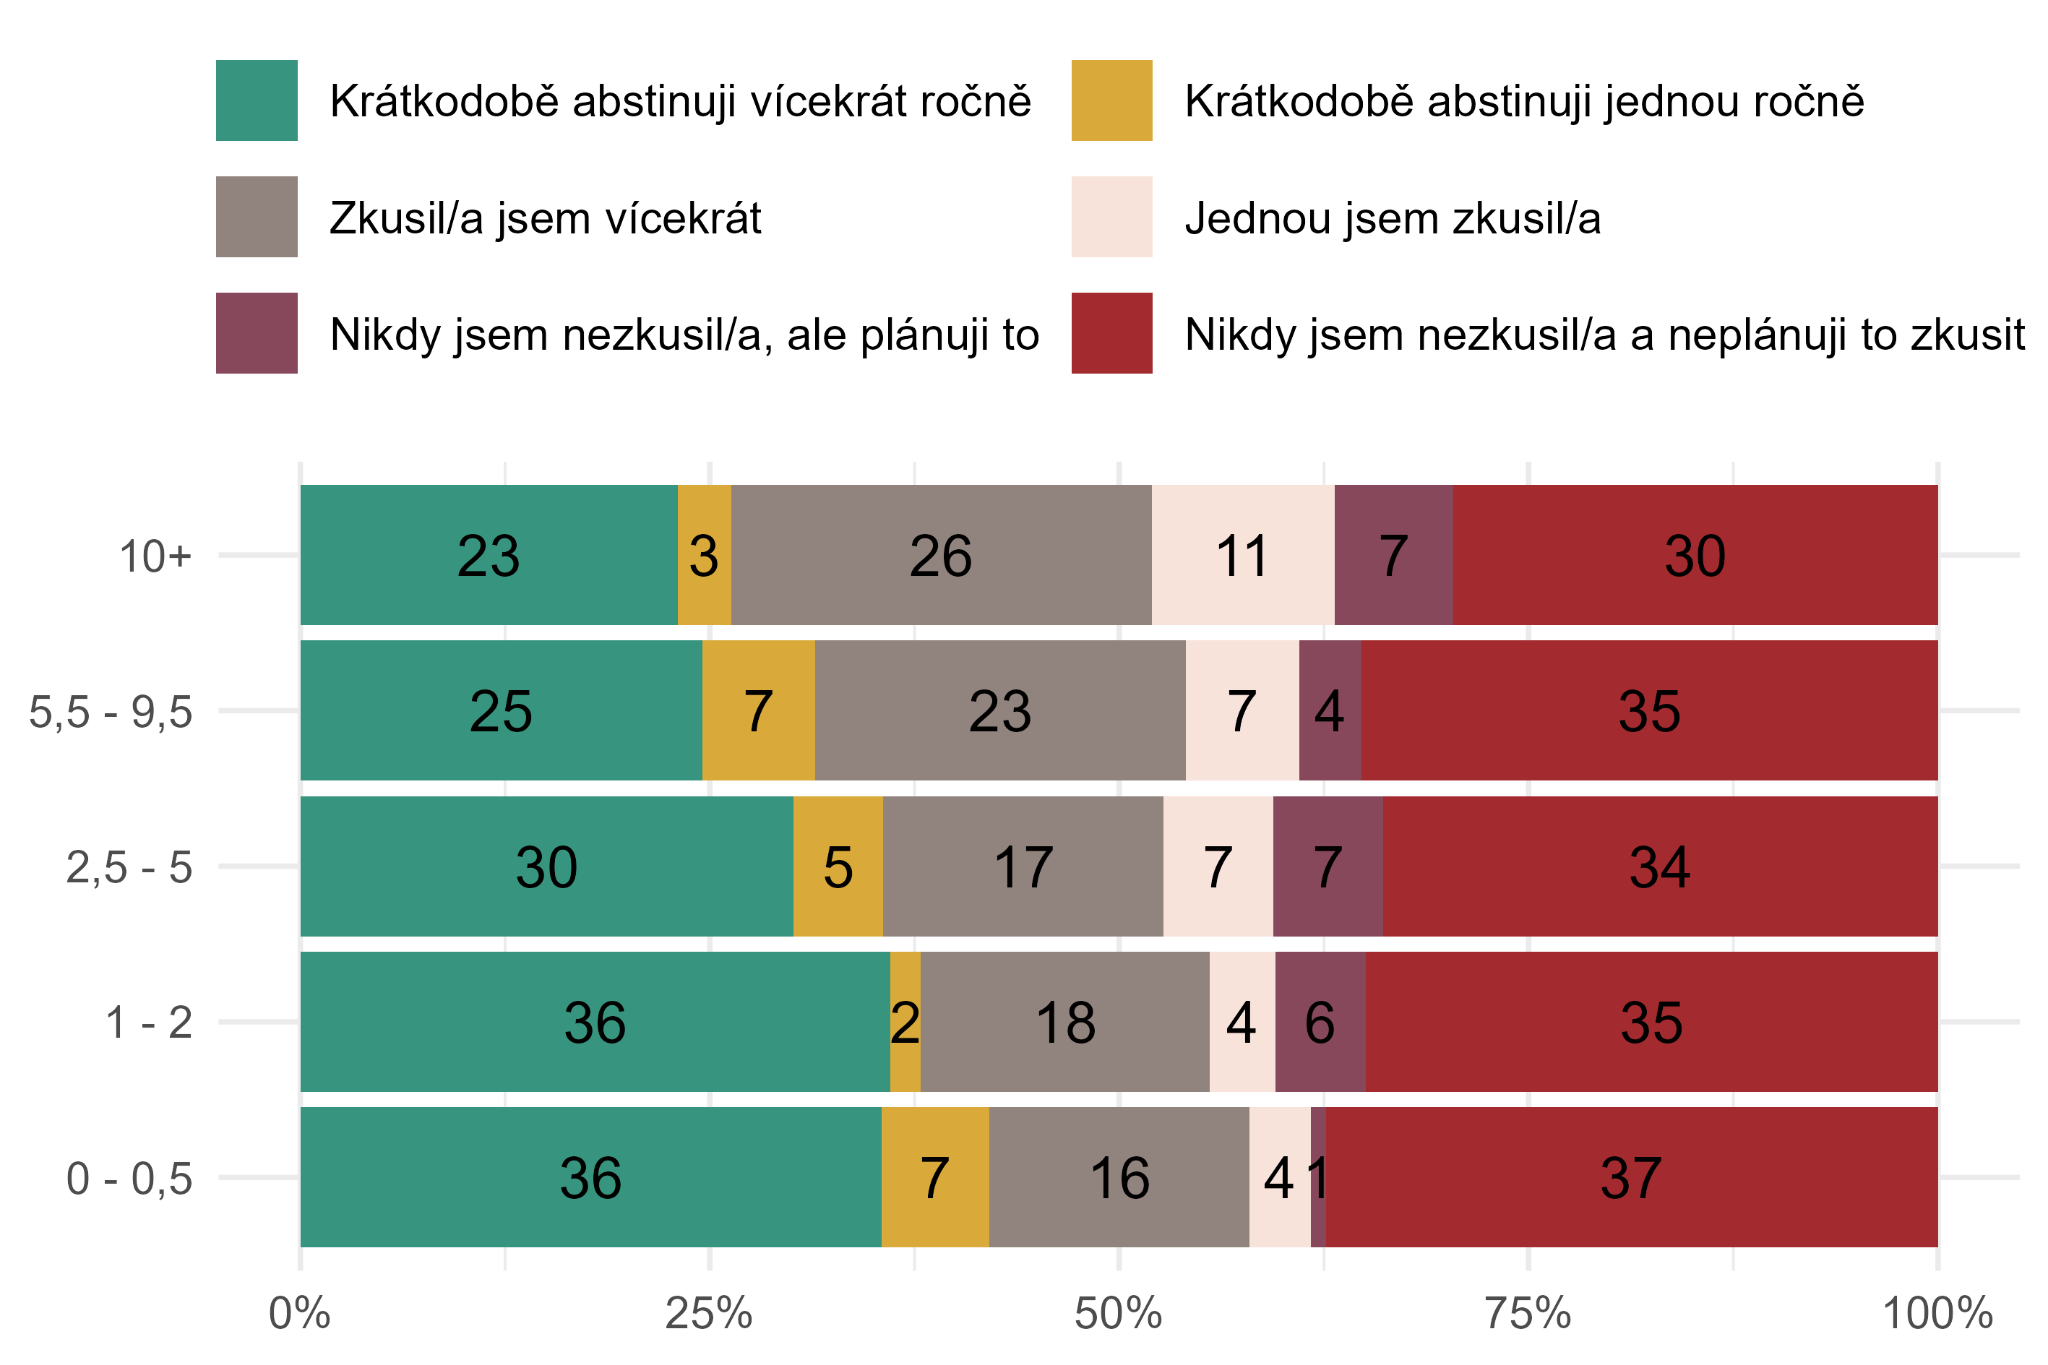 Krátkodobě abstinuji vícekrát ročně Krátkodobě abstinuji jednou ročně
Zkusil/a jsem vícekrát Jednou jsem zkusil/a
Nikdy jsem nezkusil/a, ale plánuji to Nikdy jsem nezkusil/a a neplánuji to zkusit
10+ 23 3 26 11 7 30
5,5 - 9,5 25 7 23 7 4 35
2,5 - 5 30 5 17 7 7 34
1 - 2 36 2 18 4 6 35
0 - 0,5 36 7 16 4 1 37
0% 25% 50% 75% 100%